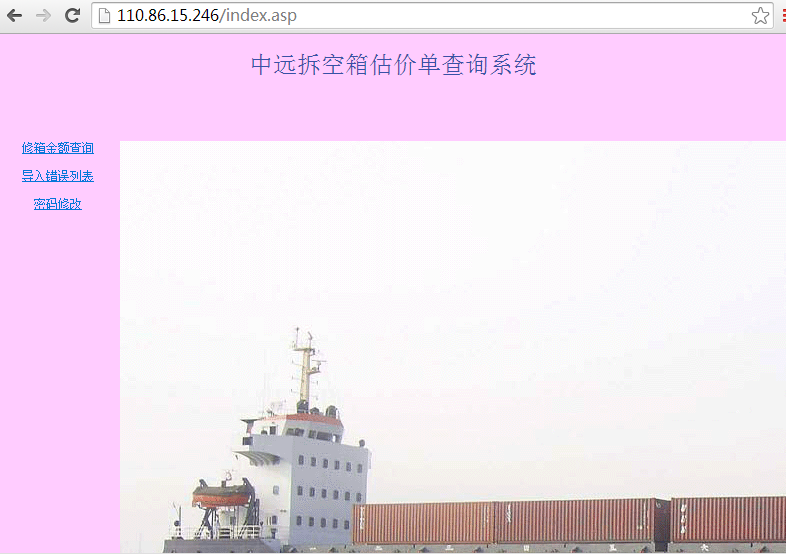 110.86.15.246/index.asp
中远拆空箱估价单查询系统
修箱金额查询
导入错误列表
密码修改